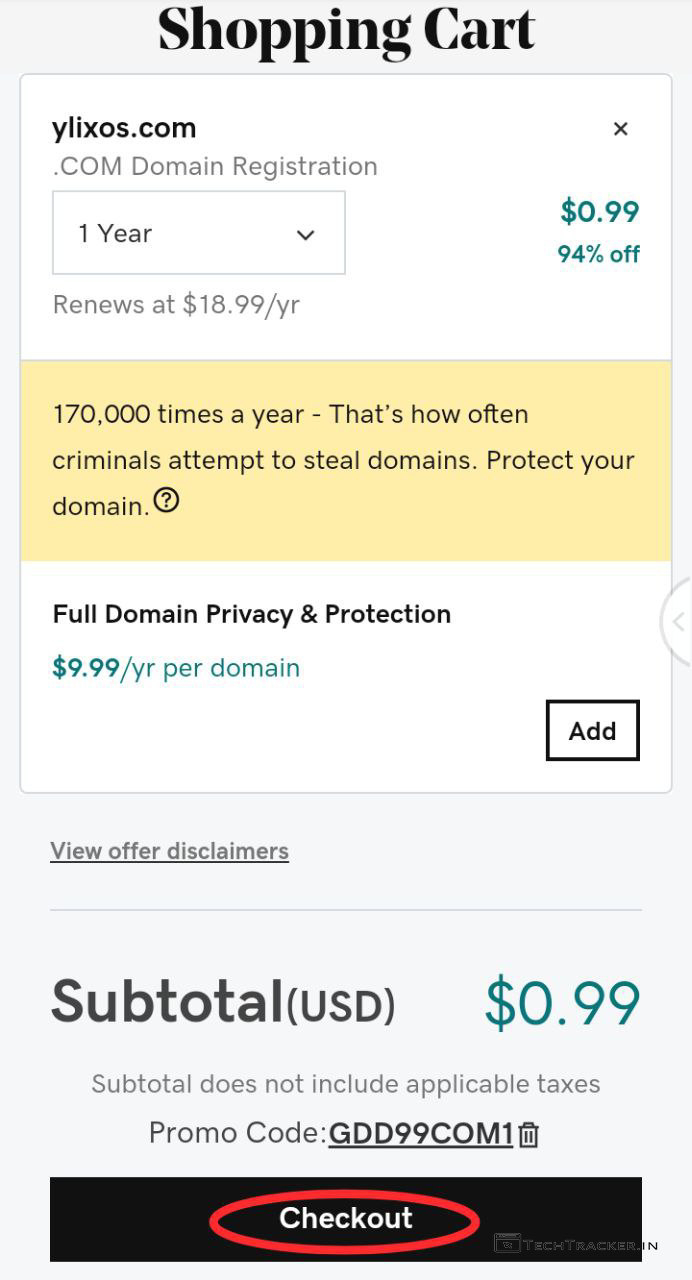 Shopping Cart
ylixos.com
×
.COM Domain Registration
1 Year
$0.99
94% off
Renews at $18.99/yr
170,000 times a year - That's how often
criminals attempt to steal domains. Protect your
domain.?
Full Domain Privacy & Protection
$9.99/yr per domain
Add
View offer disclaimers
Subtotal(USD) $0.99
Subtotal does not include applicable taxes
Promo Code:GDD99COM1
Checkout
TECHTRACKER.IN